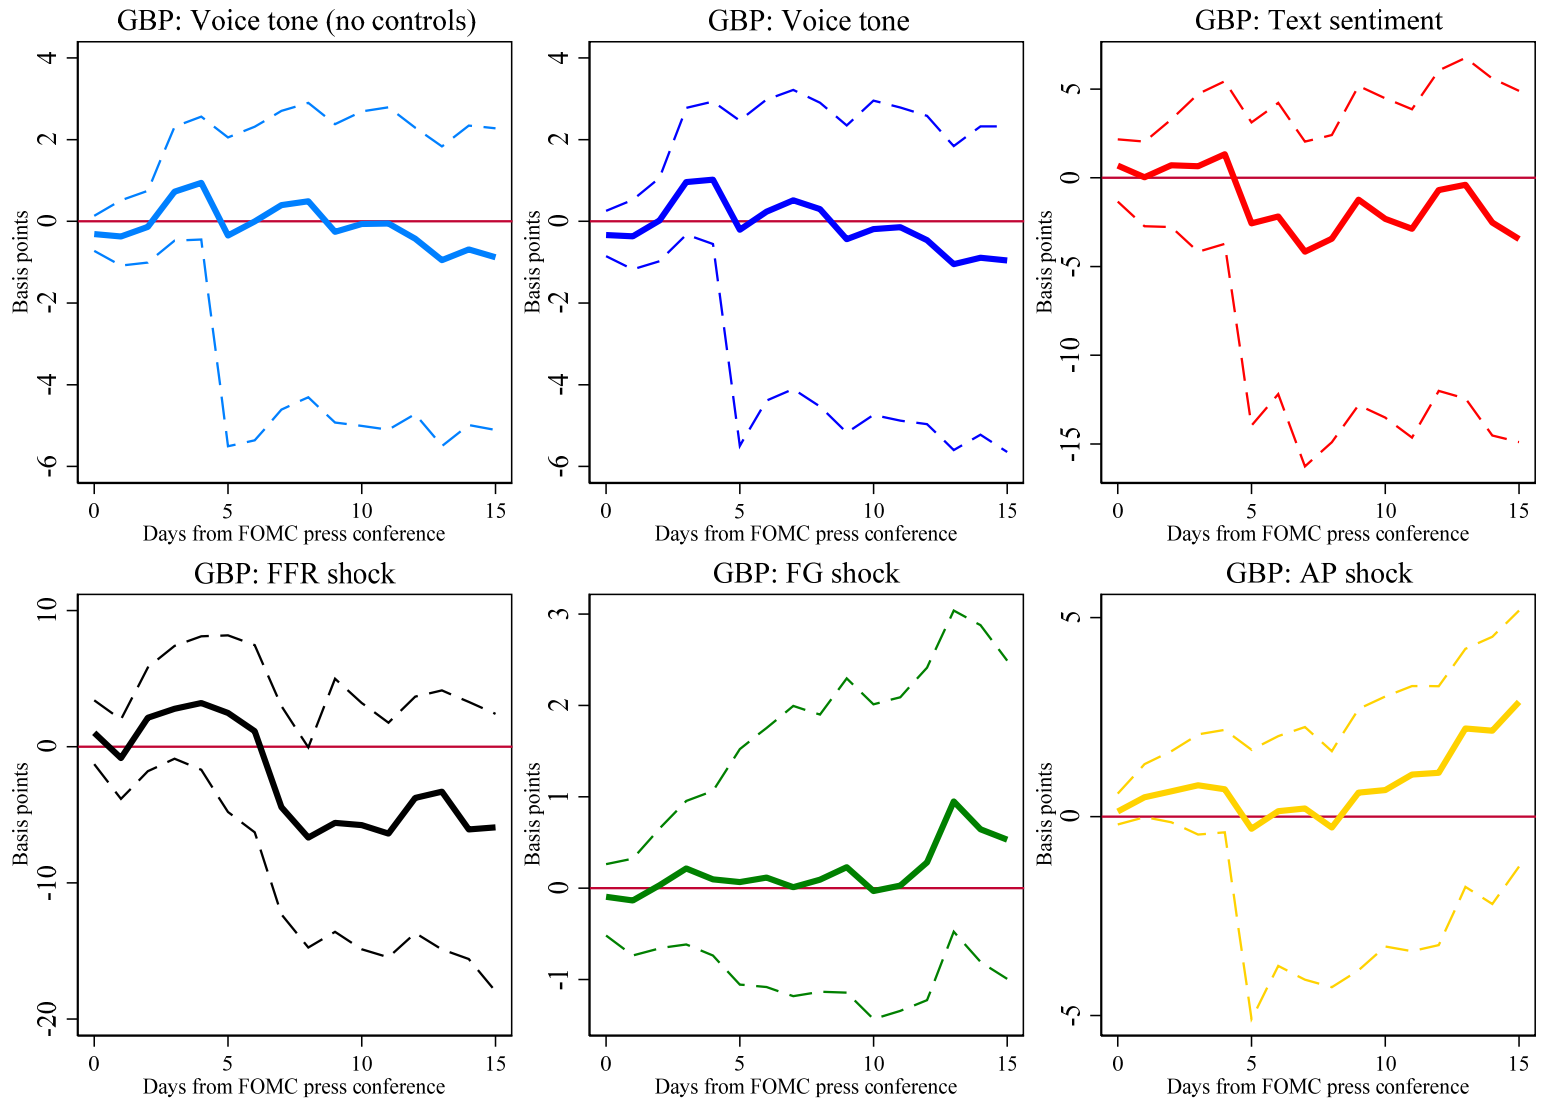 GBP: Voice tone (no controls)
4
2
0
-2
-4
-6
Basis points
0 5 10 15
Days from FOMC press conference
GBP: Voice tone
4
2
0
-2
-4
-6
Basis points
0 5 10 15
Days from FOMC press conference
GBP: Text sentiment
5
0
-5
-10
-15
Basis points
0 5 10 15
Days from FOMC press conference
GBP: FFR shock
10
0
-10
-20
Basis points
0 5 10 15
Days from FOMC press conference
GBP: FG shock
3
2
1
0
-1
Basis points
0 5 10 15
Days from FOMC press conference
GBP: AP shock
5
0
-5
Basis points
0 5 10 15
Days from FOMC press conference